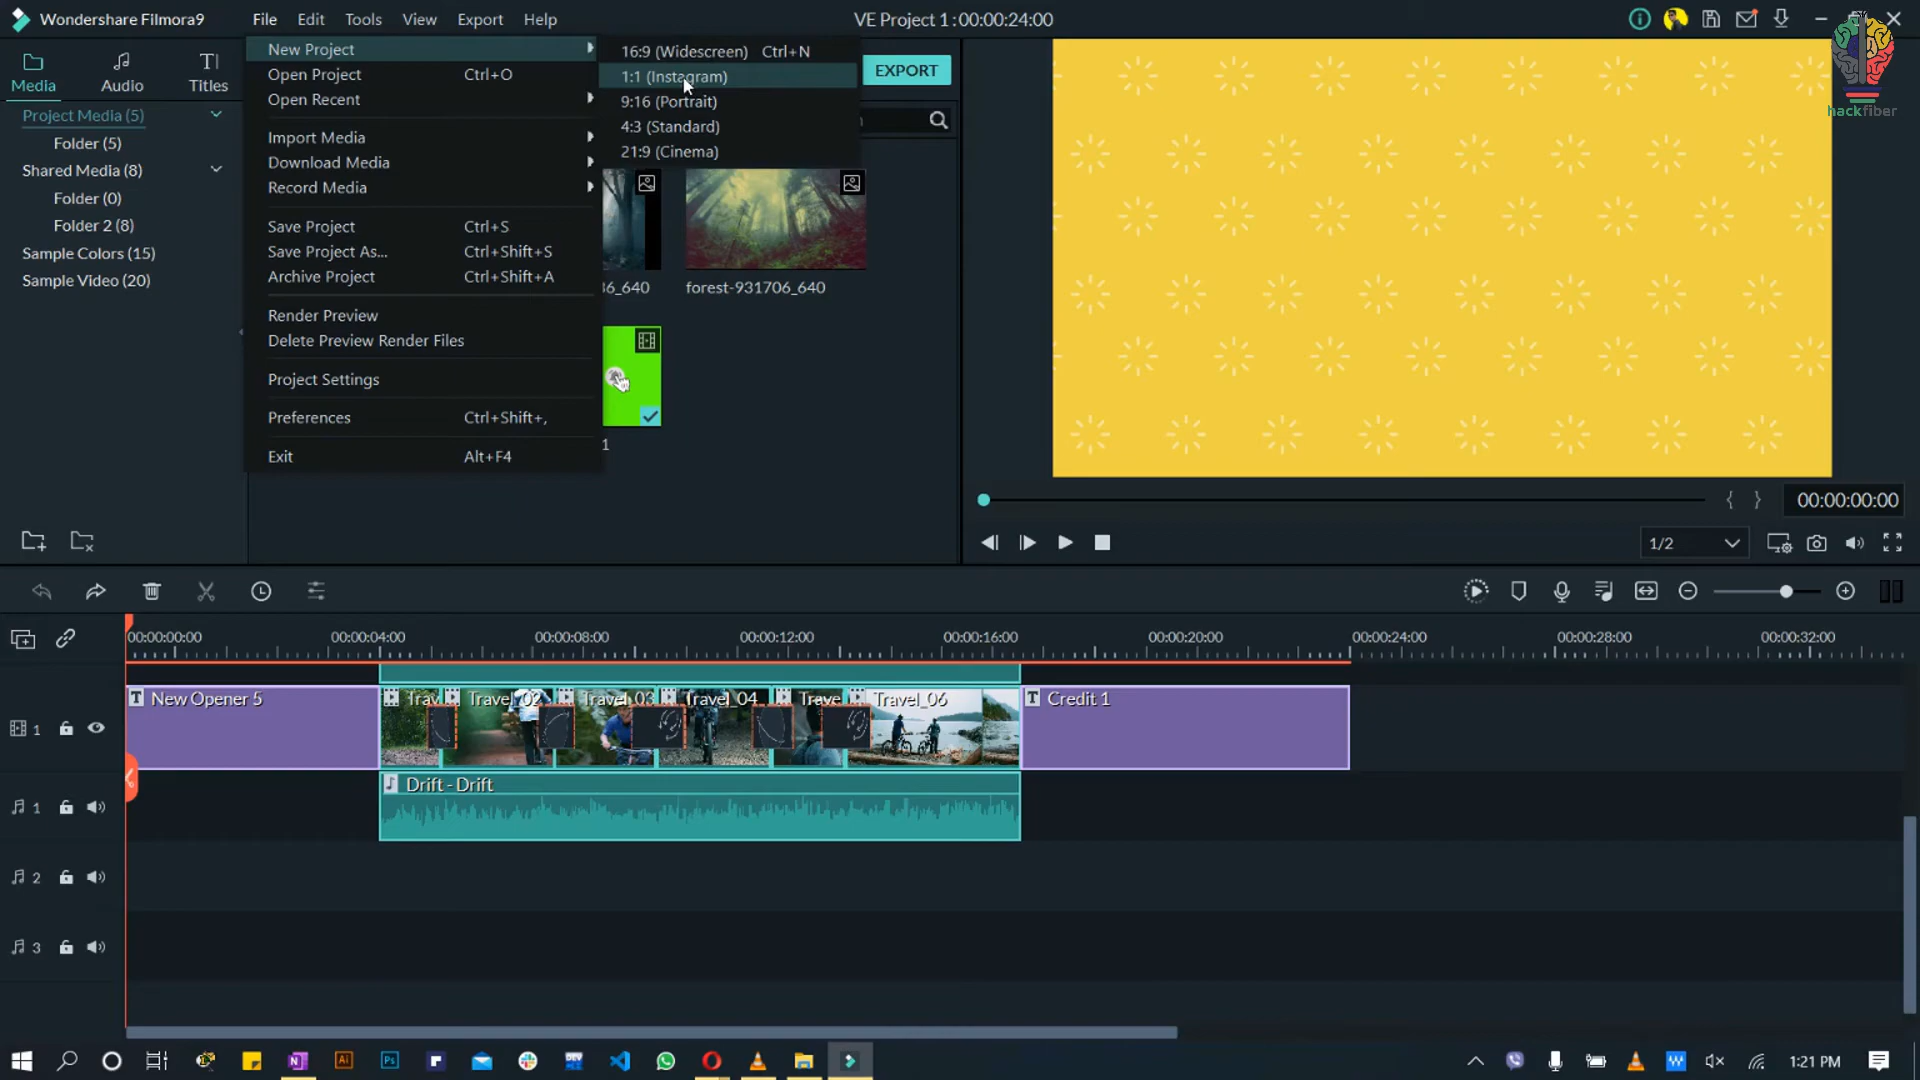 Wondershare Filmora9
File Edit Tools View Export Help
VE Project 1 : 00:00:24:00
Media Audio Titles
EXPORT
hackfiber
Project Media (5)
Folder (5)
Shared Media (8)
Folder (0)
Folder 2 (8)
Sample Colors (15)
Sample Video (20)
New Project
Open Project Ctrl+O
Open Recent
Import Media
Download Media
Record Media
Save Project Ctrl+S
Save Project As... Ctrl+Shift+S
Archive Project Ctrl+Shift+A
Render Preview
Delete Preview Render Files
Project Settings
Preferences Ctrl+Shift+,
Exit Alt+F4
16:9 (Widescreen) Ctrl+N
1:1 (Instagram)
9:16 (Portrait)
4:3 (Standard)
21:9 (Cinema)
36_640
forest-931706_640
1
{ } 00:00:00:00
1/2
00:00:00:00 00:00:04:00 00:00:08:00 00:00:12:00 00:00:16:00 00:00:20:00 00:00:24:00 00:00:28:00 00:00:32:00
1 T New Opener 5 Trav Travel_02 Travel_03 Travel_04 Trave Travel_06 T Credit 1
1 Drift - Drift
2
3
Ai Ps DEV W 1:21 PM